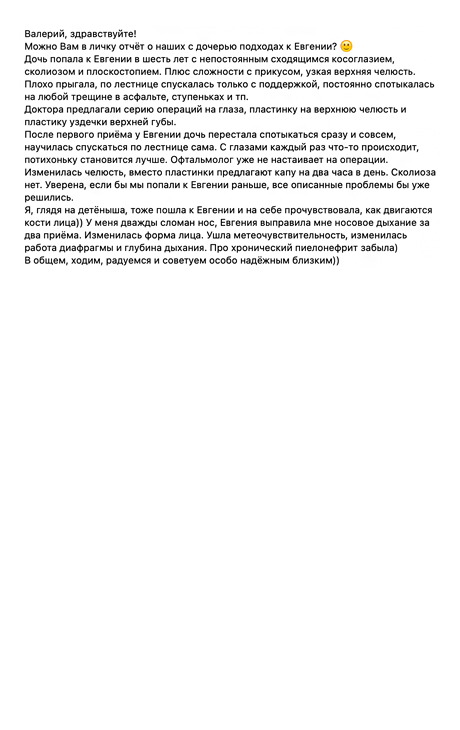 Валерий, здравствуйте!
Можно Вам в личку отчёт о наших с дочерью подходах к Евгении? 🙂
Дочь попала к Евгении в шесть лет с непостоянным сходящимся косоглазием,
сколиозом и плоскостопием. Плюс сложности с прикусом, узкая верхняя челюсть.
Плохо прыгала, по лестнице спускалась только с поддержкой, постоянно спотыкалась
на любой трещине в асфальте, ступеньках и тп.
Доктора предлагали серию операций на глаза, пластинку на верхнюю челюсть и
пластику уздечки верхней губы.
После первого приёма у Евгении дочь перестала спотыкаться сразу и совсем,
научилась спускаться по лестнице сама. С глазами каждый раз что-то происходит,
потихоньку становится лучше. Офтальмолог уже не настаивает на операции.
Изменилась челюсть, вместо пластинки предлагают капу на два часа в день. Сколиоза
нет. Уверена, если бы мы попали к Евгении раньше, все описанные проблемы бы уже
решились.
Я, глядя на детёныша, тоже пошла к Евгении и на себе прочувствовала, как двигаются
кости лица)) У меня дважды сломан нос, Евгения выправила мне носовое дыхание за
два приёма. Изменилась форма лица. Ушла метеочувствительность, изменилась
работа диафрагмы и глубина дыхания. Про хронический пиелонефрит забыла)
В общем, ходим, радуемся и советуем особо надёжным близким))